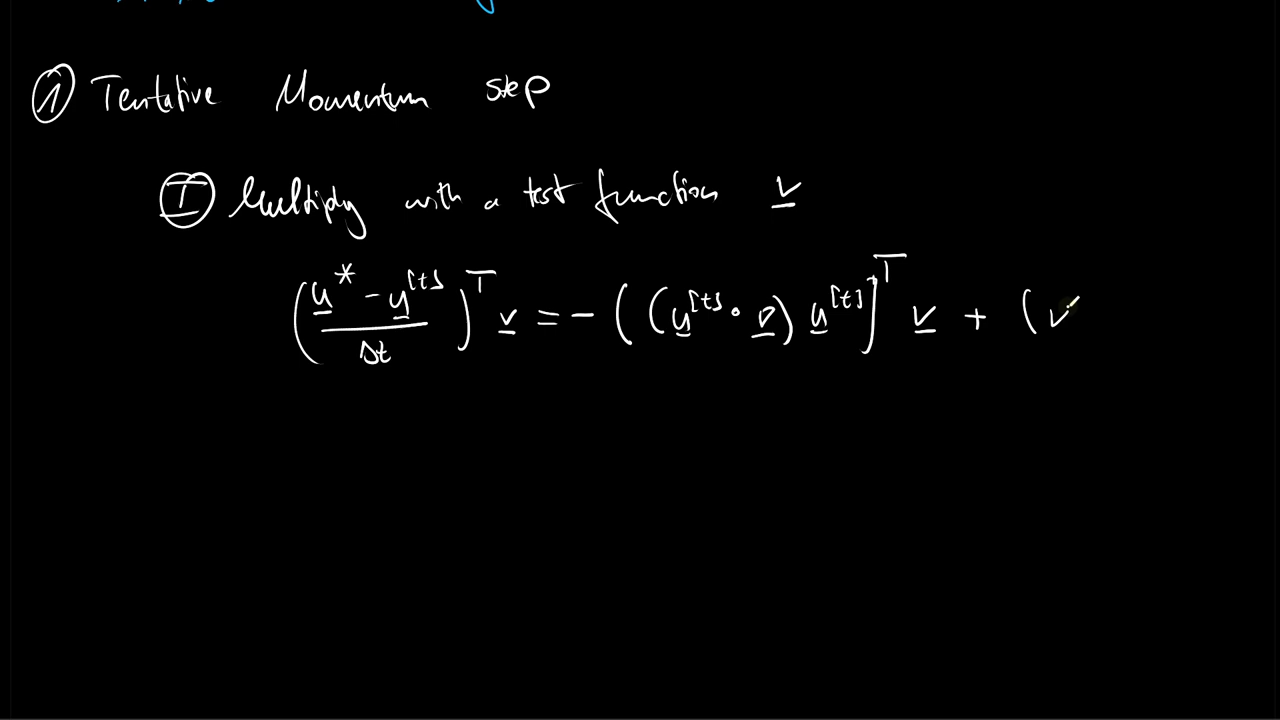 ① Tentative Momentum step
Ⓘ Multiply with a test function v
((u* - u^[t])/Δt)^T v = - ((u^[t] · ∇) u^[t])^T v + (ν